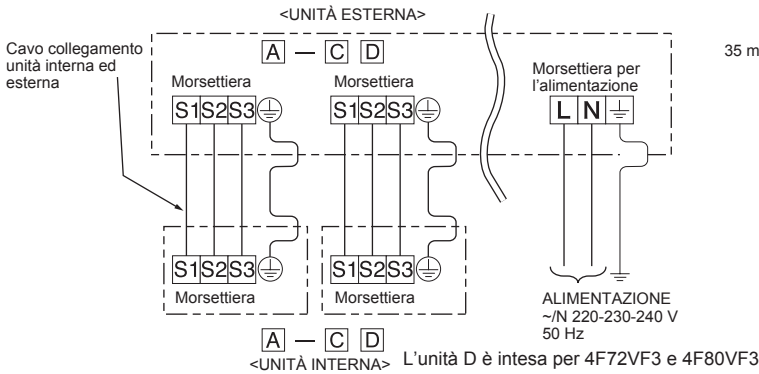 <UNITÀ ESTERNA>
Cavo collegamento
unità interna ed
esterna
A — C D
35 m
Morsettiera
Morsettiera
Morsettiera per
l'alimentazione
S1 S2 S3
S1 S2 S3
L N
S1 S2 S3
S1 S2 S3
Morsettiera
Morsettiera
ALIMENTAZIONE
~/N 220-230-240 V
50 Hz
A — C D
<UNITÀ INTERNA>
L'unità D è intesa per 4F72VF3 e 4F80VF3